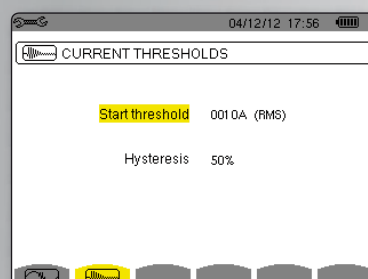 04/12/12 17:56
CURRENT THRESHOLDS
Start threshold 0010A (RMS)
Hysteresis 50%